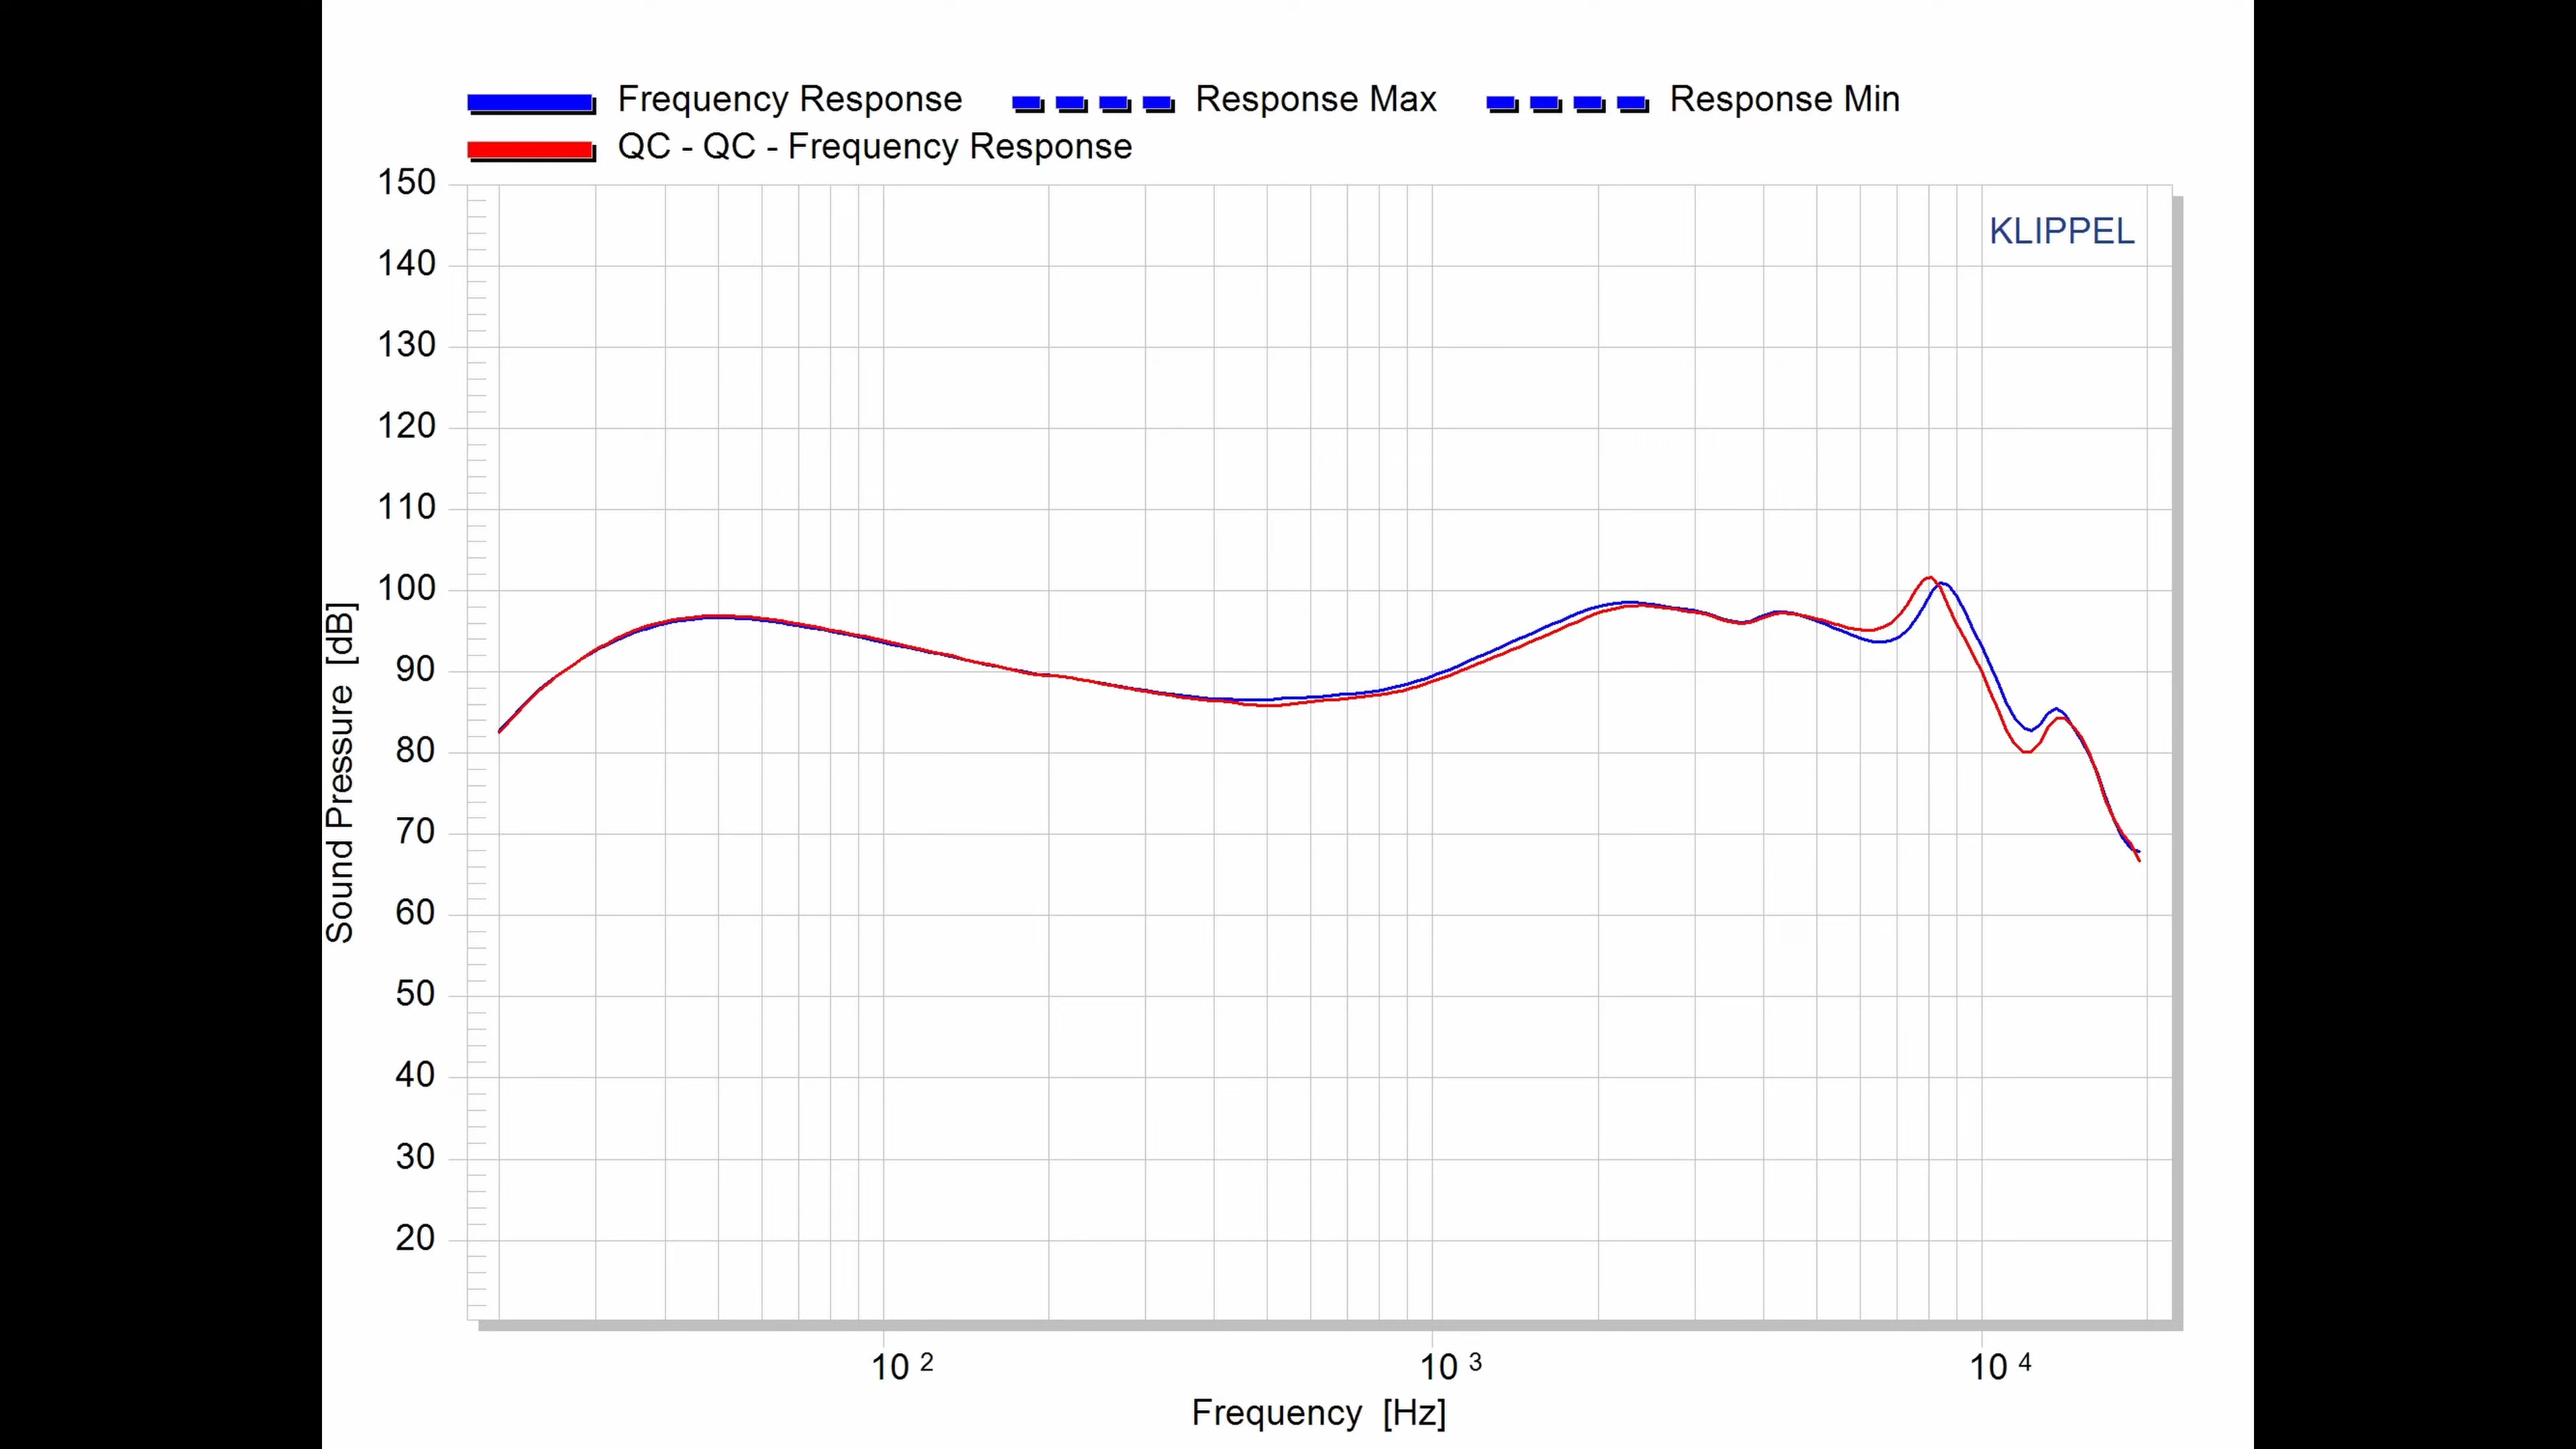 Frequency Response Response Max Response Min
QC - QC - Frequency Response
150
KLIPPEL
140
130
120
110
100
90
80
70
60
50
40
30
20
Sound Pressure [dB]
10 2 10 3 10 4
Frequency [Hz]